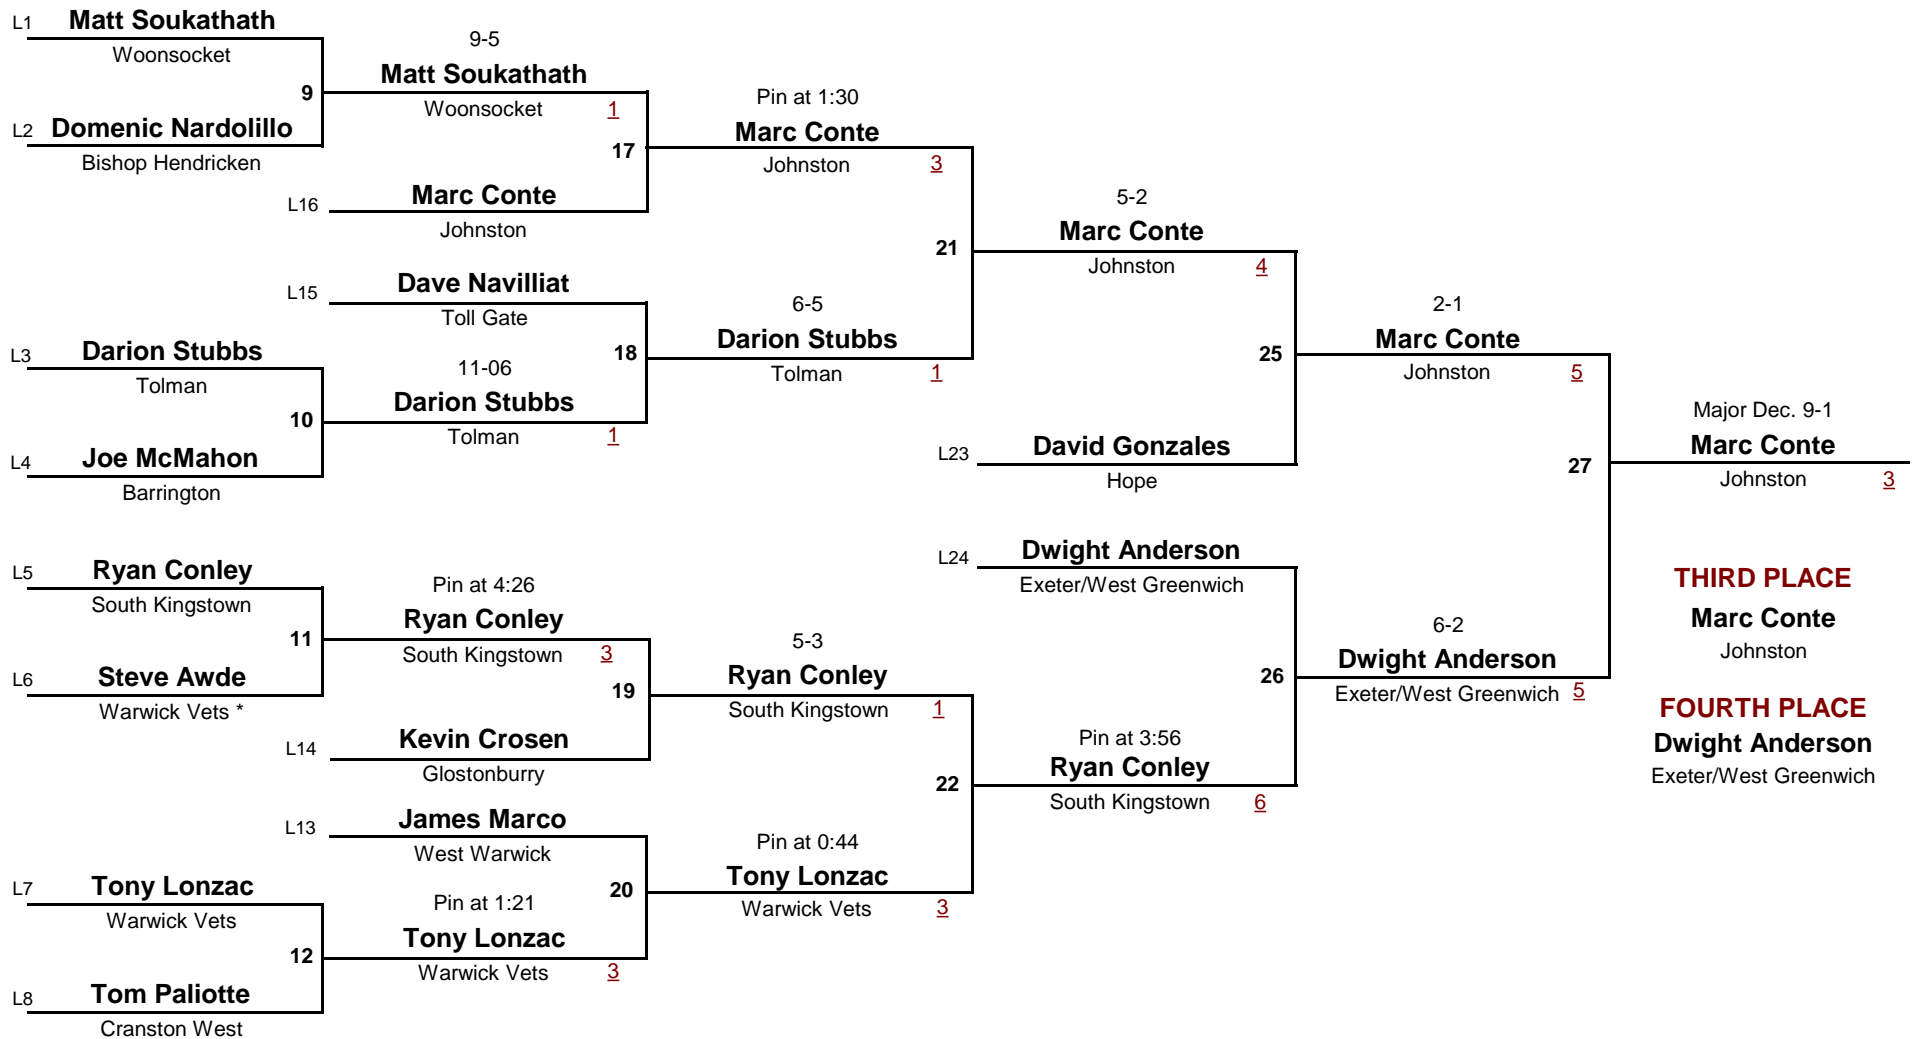 L1 Matt Soukathath
Woonsocket
9
L2 Domenic Nardolillo
Bishop Hendricken
9-5
Matt Soukathath
Woonsocket 1
17
L16 Marc Conte
Johnston
Pin at 1:30
Marc Conte
Johnston 3
21
L15 Dave Navilliat
Toll Gate
18
L3 Darion Stubbs
Tolman
10
L4 Joe McMahon
Barrington
11-06
Darion Stubbs
Tolman 1
6-5
Darion Stubbs
Tolman 1
5-2
Marc Conte
Johnston 4
25
L23 David Gonzales
Hope
2-1
Marc Conte
Johnston 5
27
Major Dec. 9-1
Marc Conte
Johnston 3
L5 Ryan Conley
South Kingstown
11
L6 Steve Awde
Warwick Vets *
Pin at 4:26
Ryan Conley
South Kingstown 3
19
L14 Kevin Crosen
Glostonburry
5-3
Ryan Conley
South Kingstown 1
22
L13 James Marco
West Warwick
20
L7 Tony Lonzac
Warwick Vets
12
L8 Tom Paliotte
Cranston West
Pin at 1:21
Tony Lonzac
Warwick Vets 3
Pin at 0:44
Tony Lonzac
Warwick Vets 3
L24 Dwight Anderson
Exeter/West Greenwich
26
Pin at 3:56
Ryan Conley
South Kingstown 6
6-2
Dwight Anderson
Exeter/West Greenwich 5
THIRD PLACE
Marc Conte
Johnston
FOURTH PLACE
Dwight Anderson
Exeter/West Greenwich